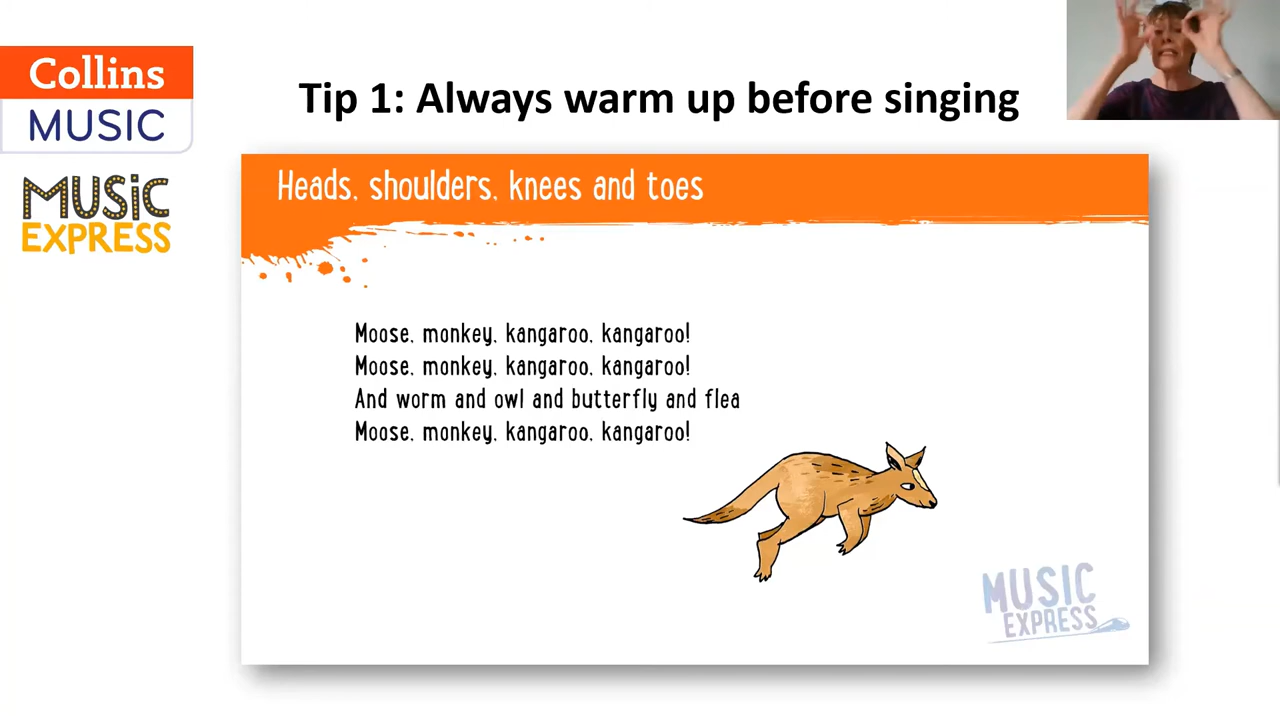 Collins
MUSIC
MUSIC
EXPRESS
Tip 1: Always warm up before singing
Heads, shoulders, knees and toes
Moose, monkey, kangaroo, kangaroo!
Moose, monkey, kangaroo, kangaroo!
And worm and owl and butterfly and flea
Moose, monkey, kangaroo, kangaroo!
MUSIC
EXPRESS